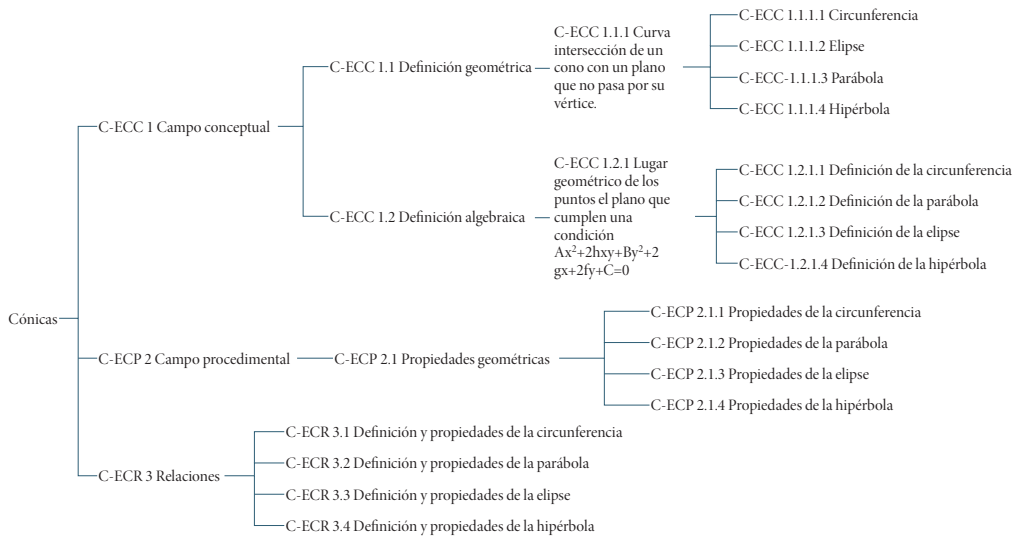 Cónicas
C-ECC 1 Campo conceptual
C-ECC 1.1 Definición geométrica
C-ECC 1.1.1 Curva
intersección de un
cono con un plano
que no pasa por su
vértice.
C-ECC 1.1.1.1 Circunferencia
C-ECC 1.1.1.2 Elipse
C-ECC-1.1.1.3 Parábola
C-ECC 1.1.1.4 Hipérbola
C-ECC 1.2 Definición algebraica
C-ECC 1.2.1 Lugar
geométrico de los
puntos el plano que
cumplen una
condición
Ax²+2hxy+By²+2
gx+2fy+C=0
C-ECC 1.2.1.1 Definición de la circunferencia
C-ECC 1.2.1.2 Definición de la parábola
C-ECC 1.2.1.3 Definición de la elipse
C-ECC-1.2.1.4 Definición de la hipérbola
C-ECP 2 Campo procedimental
C-ECP 2.1 Propiedades geométricas
C-ECP 2.1.1 Propiedades de la circunferencia
C-ECP 2.1.2 Propiedades de la parábola
C-ECP 2.1.3 Propiedades de la elipse
C-ECP 2.1.4 Propiedades de la hipérbola
C-ECR 3 Relaciones
C-ECR 3.1 Definición y propiedades de la circunferencia
C-ECR 3.2 Definición y propiedades de la parábola
C-ECR 3.3 Definición y propiedades de la elipse
C-ECR 3.4 Definición y propiedades de la hipérbola